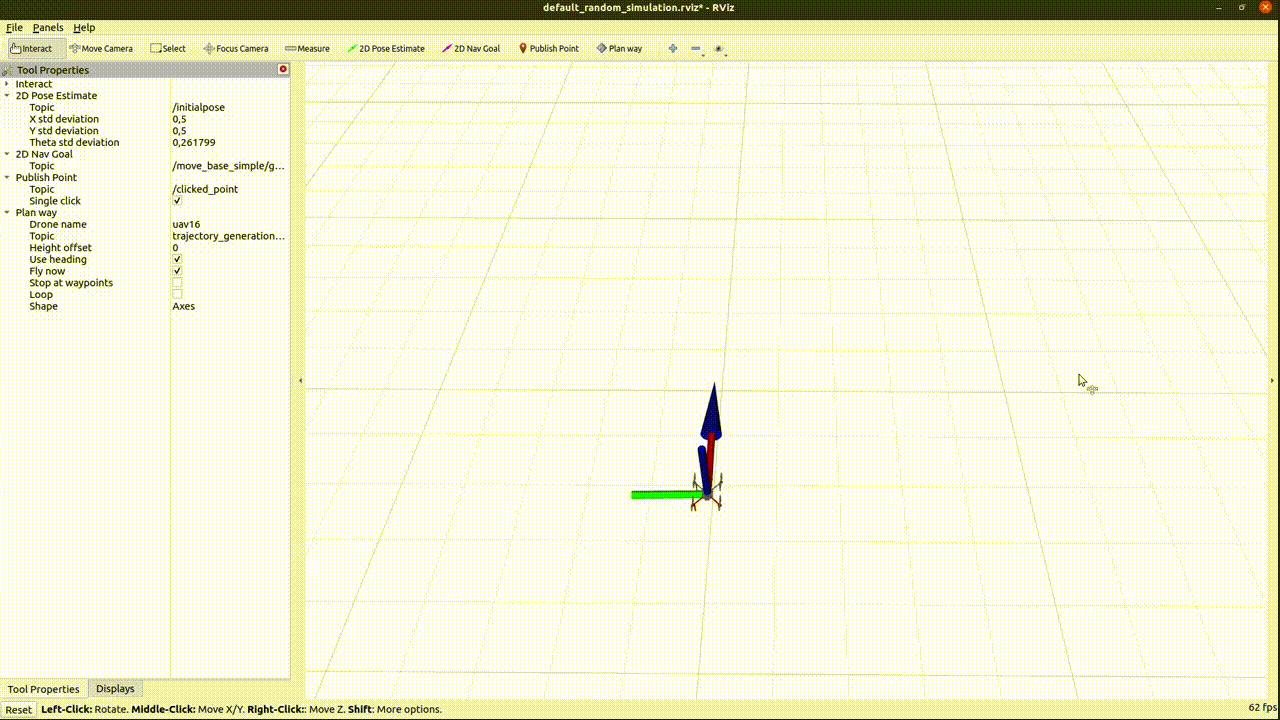 default_random_simulation.rviz* - RViz
File Panels Help
Interact Move Camera Select Focus Camera Measure 2D Pose Estimate 2D Nav Goal Publish Point Plan way
Tool Properties
Interact
2D Pose Estimate
Topic /initialpose
X std deviation 0,5
Y std deviation 0,5
Theta std deviation 0,261799
2D Nav Goal
Topic /move_base_simple/g...
Publish Point
Topic /clicked_point
Single click
Plan way
Drone name uav16
Topic trajectory_generation...
Height offset 0
Use heading
Fly now
Stop at waypoints
Loop
Shape Axes
Tool Properties Displays
Reset Left-Click: Rotate. Middle-Click: Move X/Y. Right-Click:: Move Z. Shift: More options. 62 fps